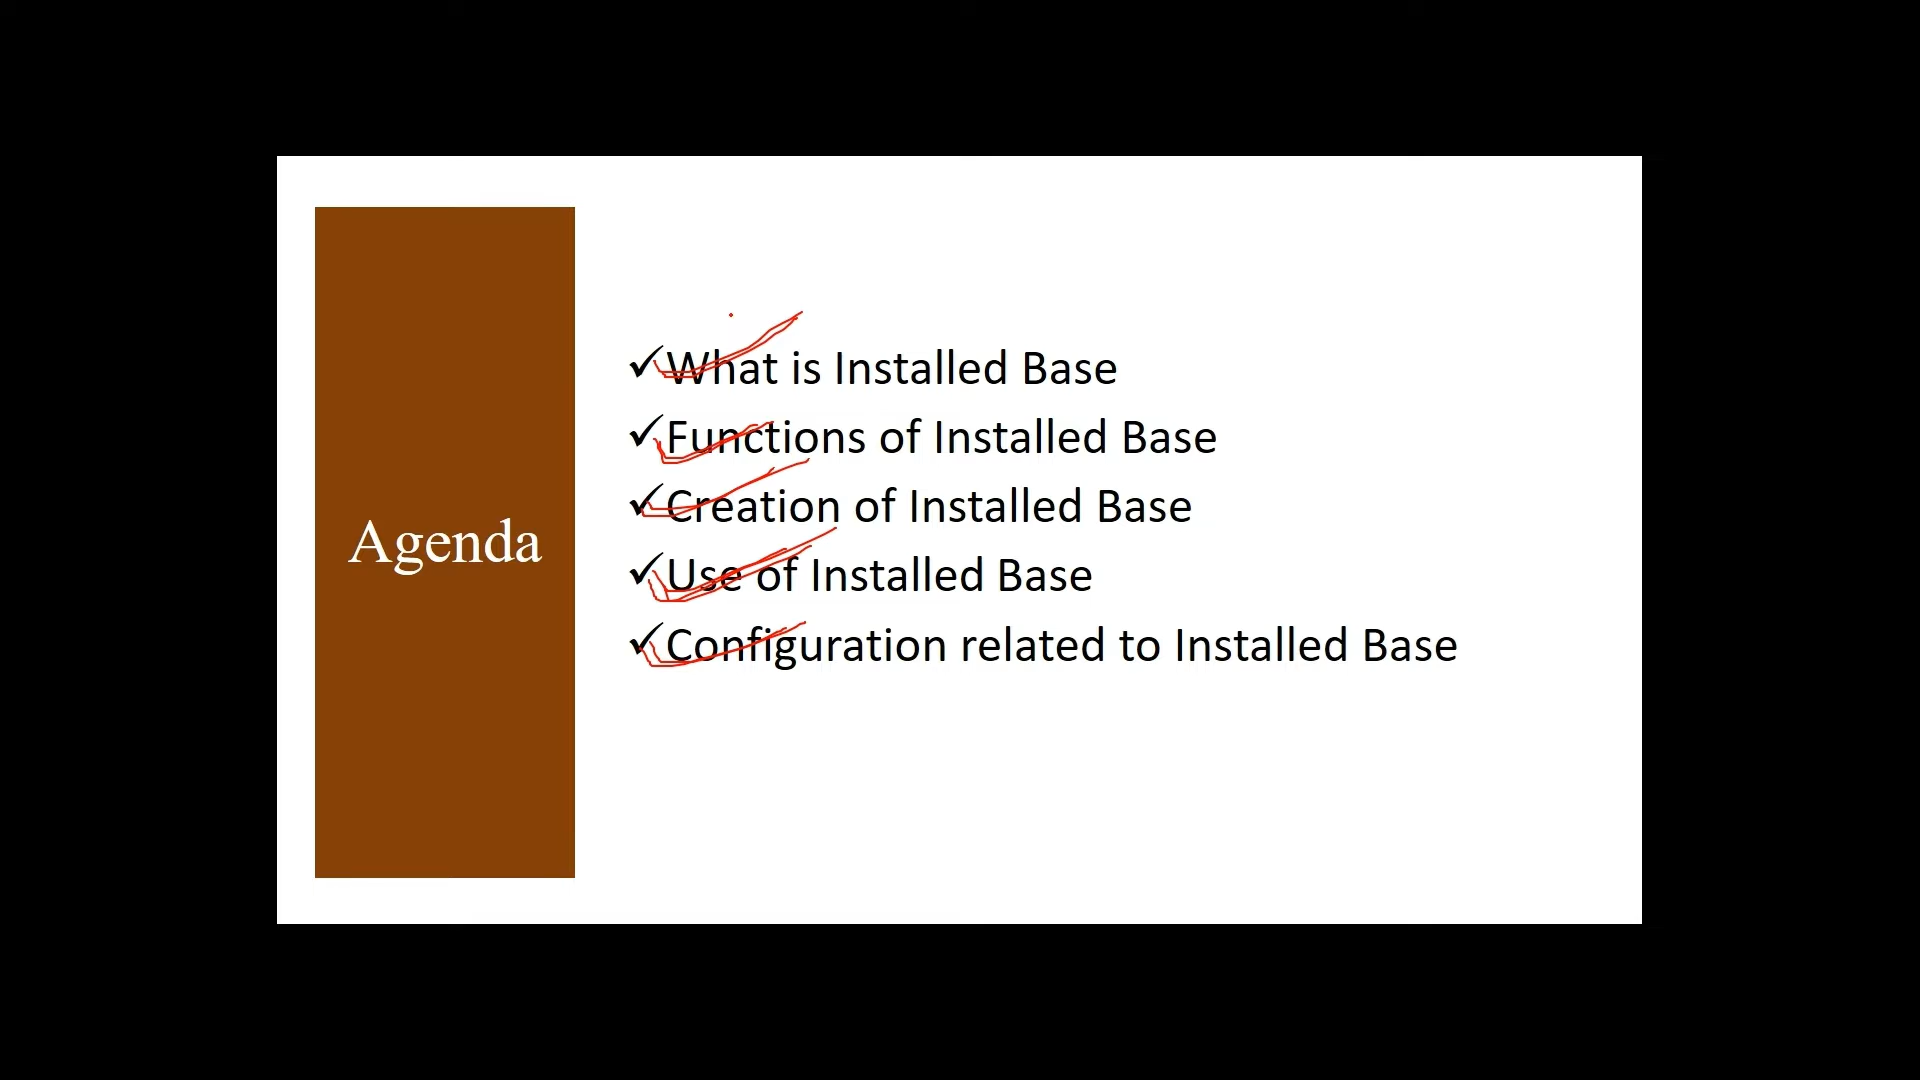 Agenda
✓What is Installed Base
✓Functions of Installed Base
✓Creation of Installed Base
✓Use of Installed Base
✓Configuration related to Installed Base